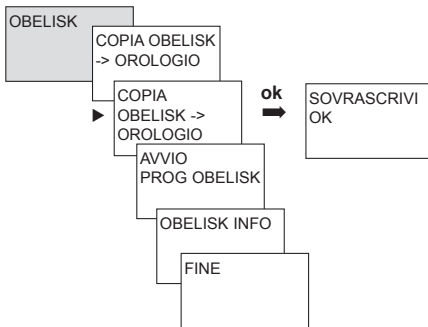 OBELISK
COPIA OBELISK
-> OROLOGIO
COPIA
OBELISK ->
OROLOGIO
ok
SOVRASCRIVI
OK
AVVIO
PROG OBELISK
OBELISK INFO
FINE